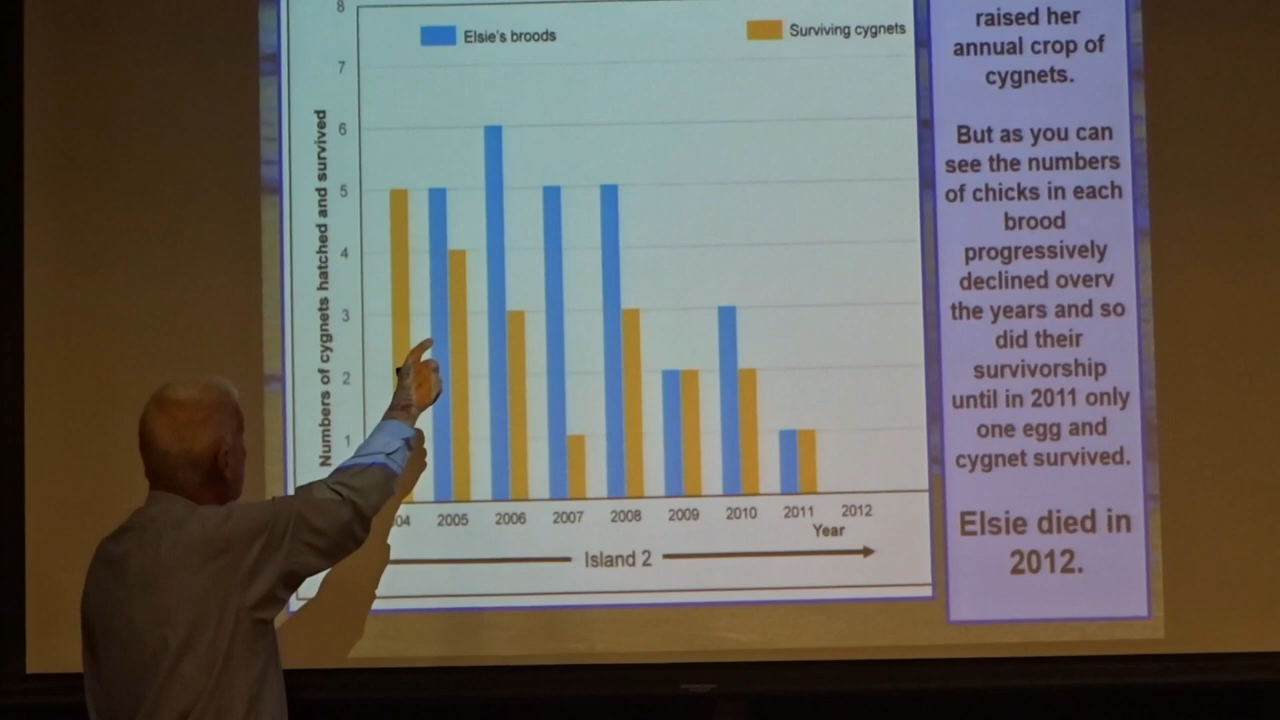 8
Elsie's broods
Surviving cygnets
7
6
5
4
3
2
1
Numbers of cygnets hatched and survived
04 2005 2006 2007 2008 2009 2010 2011 2012
Year
Island 2
raised her
annual crop of
cygnets.
But as you can
see the numbers
of chicks in each
brood
progressively
declined overv
the years and so
did their
survivorship
until in 2011 only
one egg and
cygnet survived.
Elsie died in
2012.